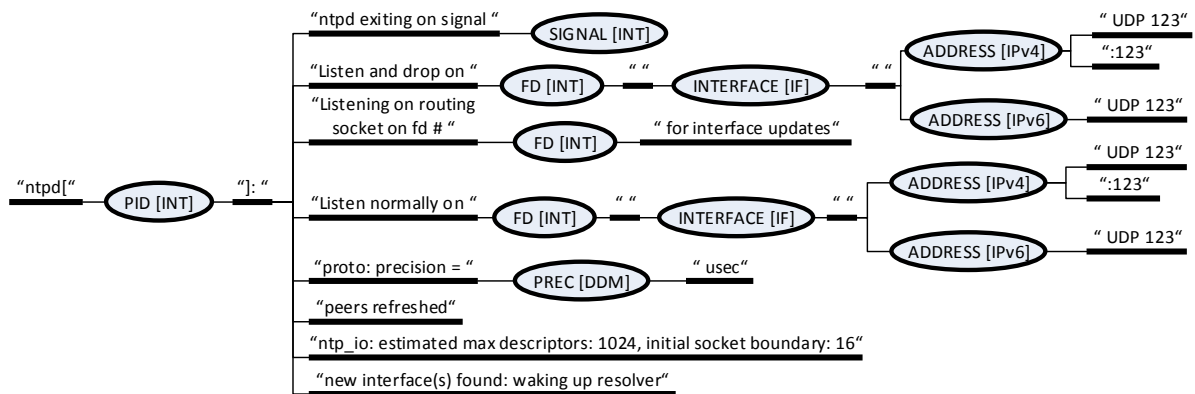 “ntpd[“
PID [INT]
“]: “
“ntpd exiting on signal “
SIGNAL [INT]
“Listen and drop on “
FD [INT]
“ “
INTERFACE [IF]
“ “
ADDRESS [IPv4]
“ UDP 123“
“:123“
ADDRESS [IPv6]
“ UDP 123“
“Listening on routing
socket on fd # “
FD [INT]
“ for interface updates“
“Listen normally on “
FD [INT]
“ “
INTERFACE [IF]
“ “
ADDRESS [IPv4]
“ UDP 123“
“:123“
ADDRESS [IPv6]
“ UDP 123“
“proto: precision = “
PREC [DDM]
“ usec“
“peers refreshed“
“ntp_io: estimated max descriptors: 1024, initial socket boundary: 16“
“new interface(s) found: waking up resolver“